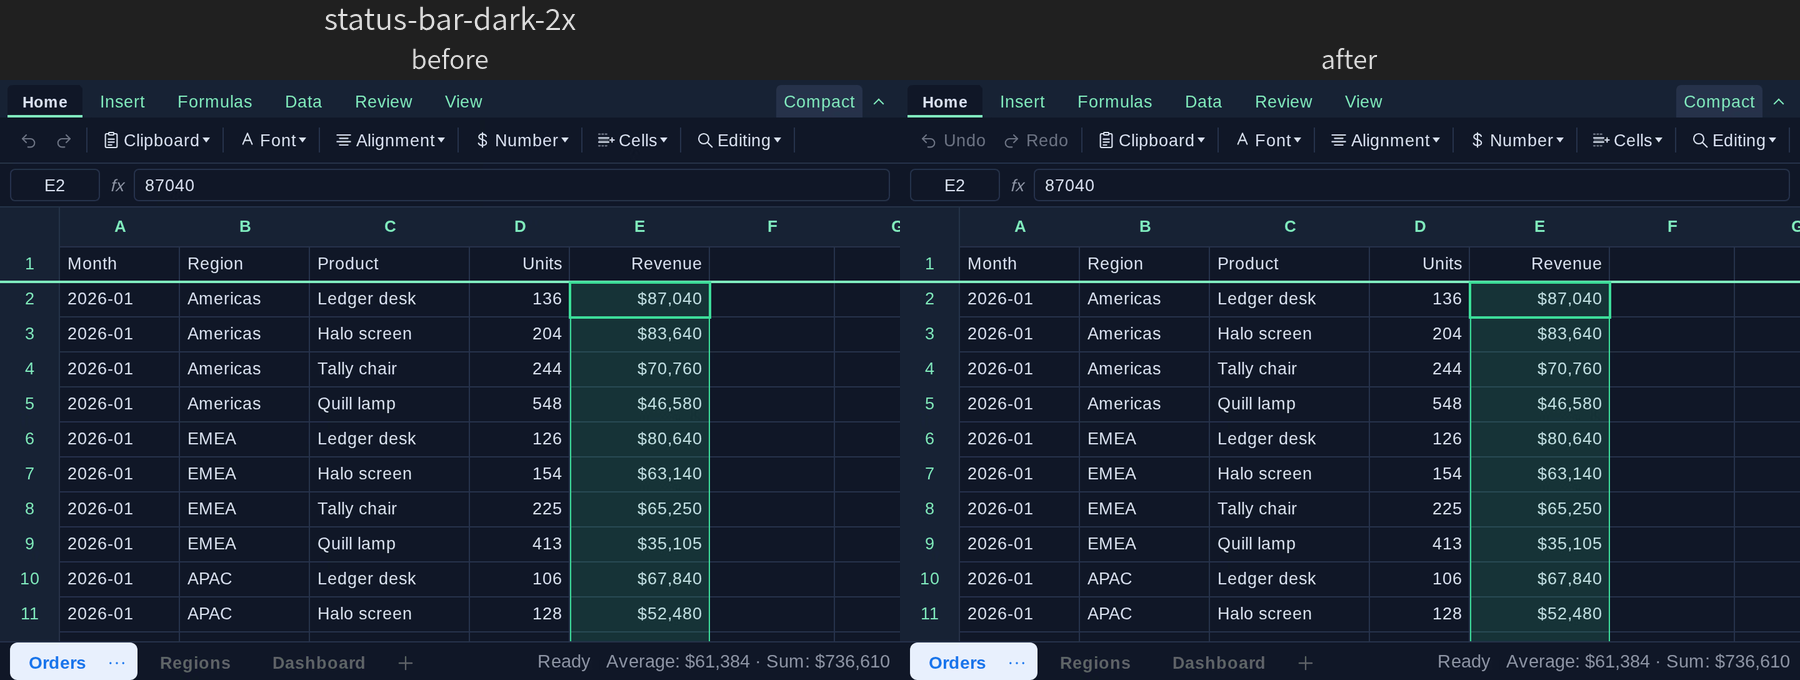 status-bar-dark-2x
before after
Home Insert Formulas Data Review View Compact
Clipboard Font Alignment $ Number Cells Editing
E2 fx 87040
A B C D E F G
1 Month Region Product Units Revenue
2 2026-01 Americas Ledger desk 136 $87,040
3 2026-01 Americas Halo screen 204 $83,640
4 2026-01 Americas Tally chair 244 $70,760
5 2026-01 Americas Quill lamp 548 $46,580
6 2026-01 EMEA Ledger desk 126 $80,640
7 2026-01 EMEA Halo screen 154 $63,140
8 2026-01 EMEA Tally chair 225 $65,250
9 2026-01 EMEA Quill lamp 413 $35,105
10 2026-01 APAC Ledger desk 106 $67,840
11 2026-01 APAC Halo screen 128 $52,480
Orders ··· Regions Dashboard + Ready Average: $61,384 · Sum: $736,610
Home Insert Formulas Data Review View Compact
Undo Redo Clipboard A Font Alignment $ Number Cells Editing
E2 fx 87040
A B C D E F G
1 Month Region Product Units Revenue
2 2026-01 Americas Ledger desk 136 $87,040
3 2026-01 Americas Halo screen 204 $83,640
4 2026-01 Americas Tally chair 244 $70,760
5 2026-01 Americas Quill lamp 548 $46,580
6 2026-01 EMEA Ledger desk 126 $80,640
7 2026-01 EMEA Halo screen 154 $63,140
8 2026-01 EMEA Tally chair 225 $65,250
9 2026-01 EMEA Quill lamp 413 $35,105
10 2026-01 APAC Ledger desk 106 $67,840
11 2026-01 APAC Halo screen 128 $52,480
Orders ··· Regions Dashboard + Ready Average: $61,384 · Sum: $736,610